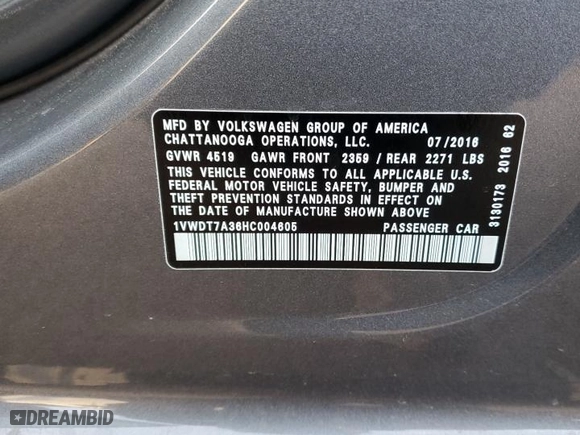 MFD BY VOLKSWAGEN GROUP OF AMERICA
CHATTANOOGA OPERATIONS, LLC. 07/2016
GVWR 4519 GAWR FRONT 2359 / REAR 2271 LBS
THIS VEHICLE CONFORMS TO ALL APPLICABLE U.S.
FEDERAL MOTOR VEHICLE SAFETY, BUMPER AND
THEFT PREVENTION STANDARDS IN EFFECT ON
THE DATE OF MANUFACTURE SHOWN ABOVE
1VWDT7A36HC004605 PASSENGER CAR
3130173 2016 62
DREAMBID